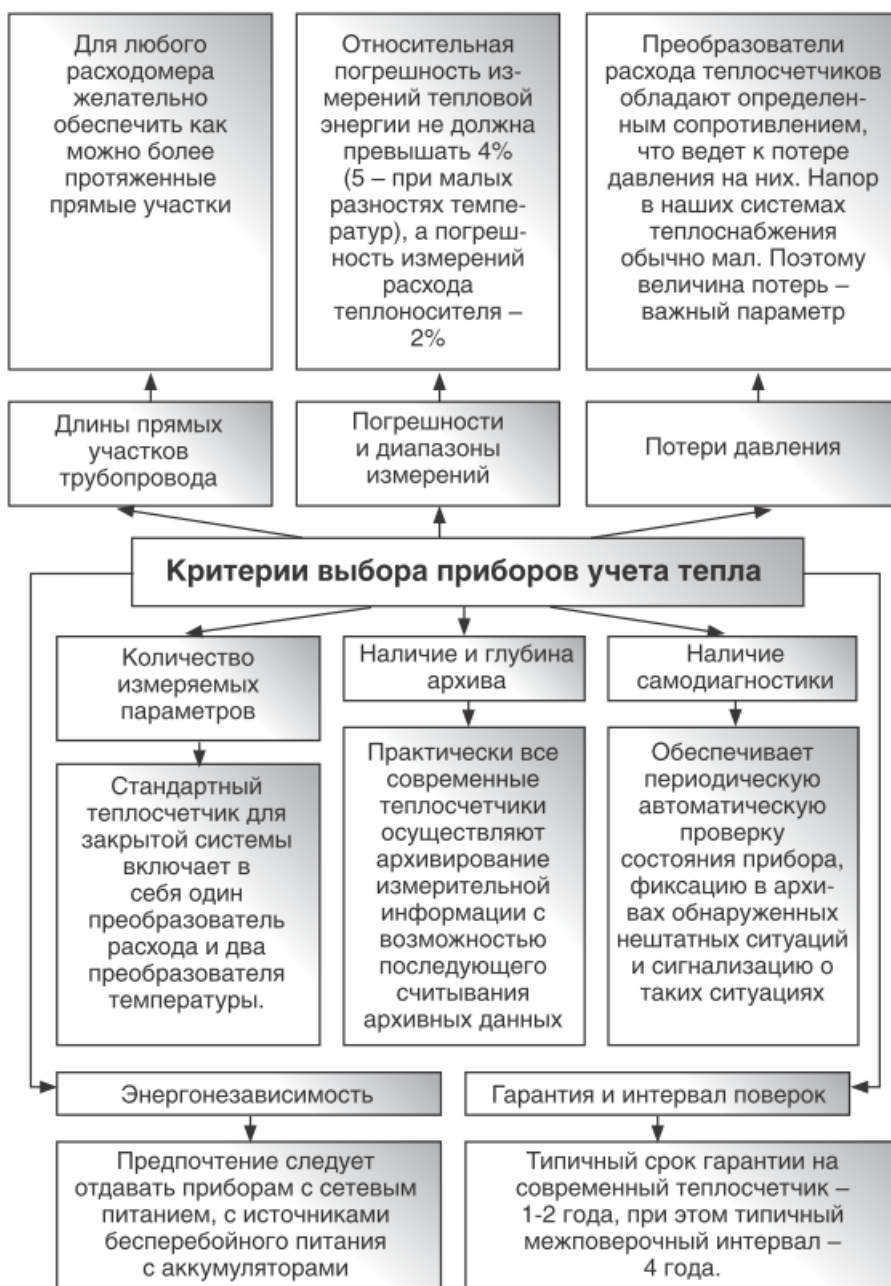 Для любого
расходомера
желательно
обеспечить как
можно более
протяженные
прямые участки
Относительная
погрешность из-
мерений тепловой
энергии не должна
превышать 4%
(5 – при малых
разностях темпе-
ратур), а погреш-
ность измерений
расхода
теплоносителя –
2%
Преобразователи
расхода теплосчетчиков
обладают определен-
ным сопротивлением,
что ведет к потере
давления на них. Напор
в наших системах
теплоснабжения
обычно мал. Поэтому
величина потерь –
важный параметр
Длины прямых
участков
трубопровода
Погрешности
и диапазоны
измерений
Потери давления
Критерии выбора приборов учета тепла
Количество
измеряемых
параметров
Наличие и глубина
архива
Наличие
самодиагностики
Стандартный
теплосчетчик для
закрытой системы
включает в
себя один
преобразователь
расхода и два
преобразователя
температуры.
Практически все
современные
теплосчетчики
осуществляют
архивирование
измерительной
информации с
возможностью
последующего
считывания
архивных данных
Обеспечивает
периодическую
автоматическую
проверку
состояния прибора,
фиксацию в архи-
вах обнаруженных
нештатных ситуаций
и сигнализацию о
таких ситуациях
Энергонезависимость
Гарантия и интервал поверок
Предпочтение следует
отдавать приборам с сетевым
питанием, с источниками
бесперебойного питания
с аккумуляторами
Типичный срок гарантии на
современный теплосчетчик –
1-2 года, при этом типичный
межповерочный интервал –
4 года.